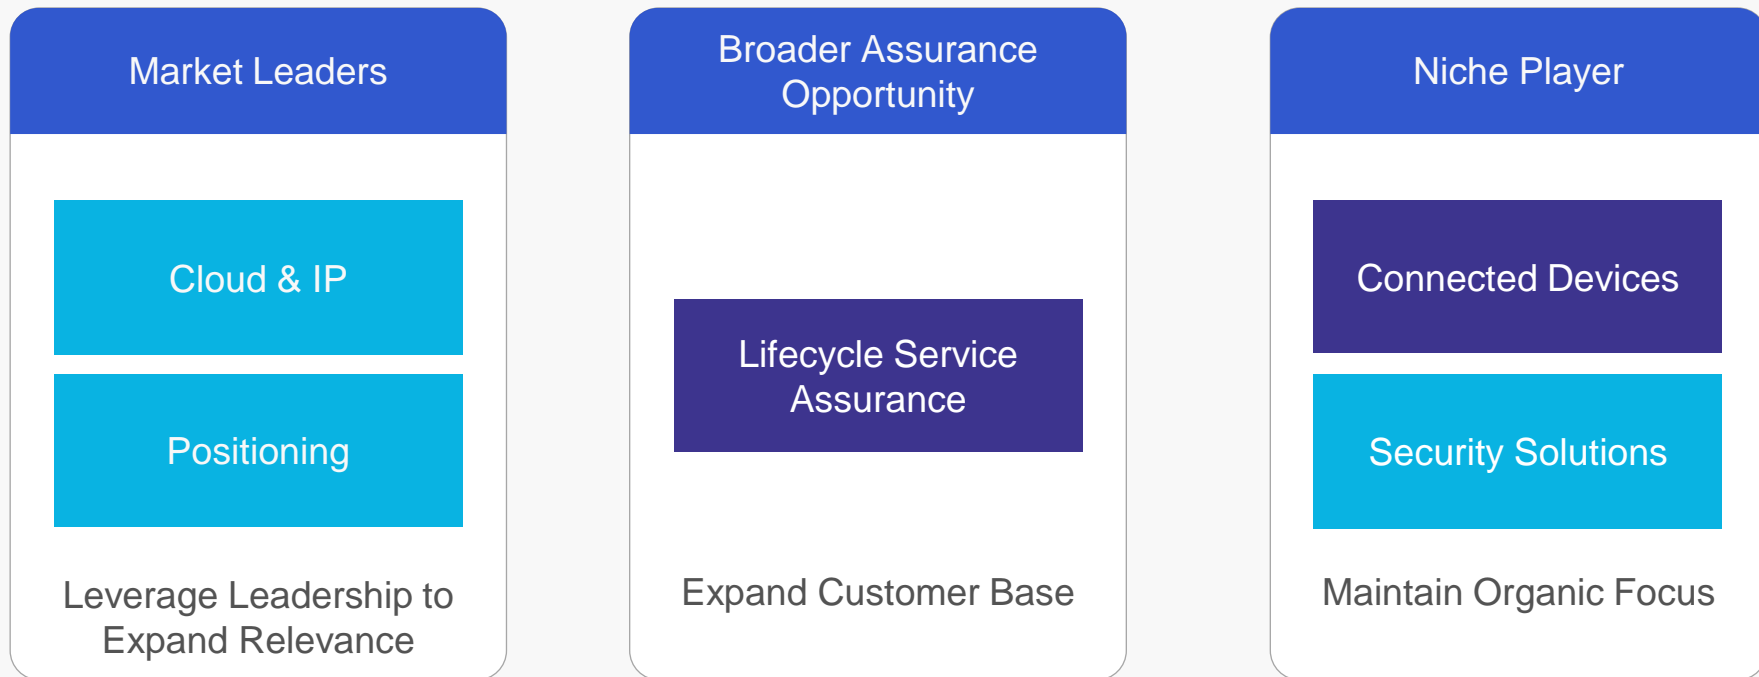 Market Leaders
Cloud & IP
Positioning
Leverage Leadership to
Expand Relevance
Broader Assurance
Opportunity
Lifecycle Service
Assurance
Expand Customer Base
Niche Player
Connected Devices
Security Solutions
Maintain Organic Focus